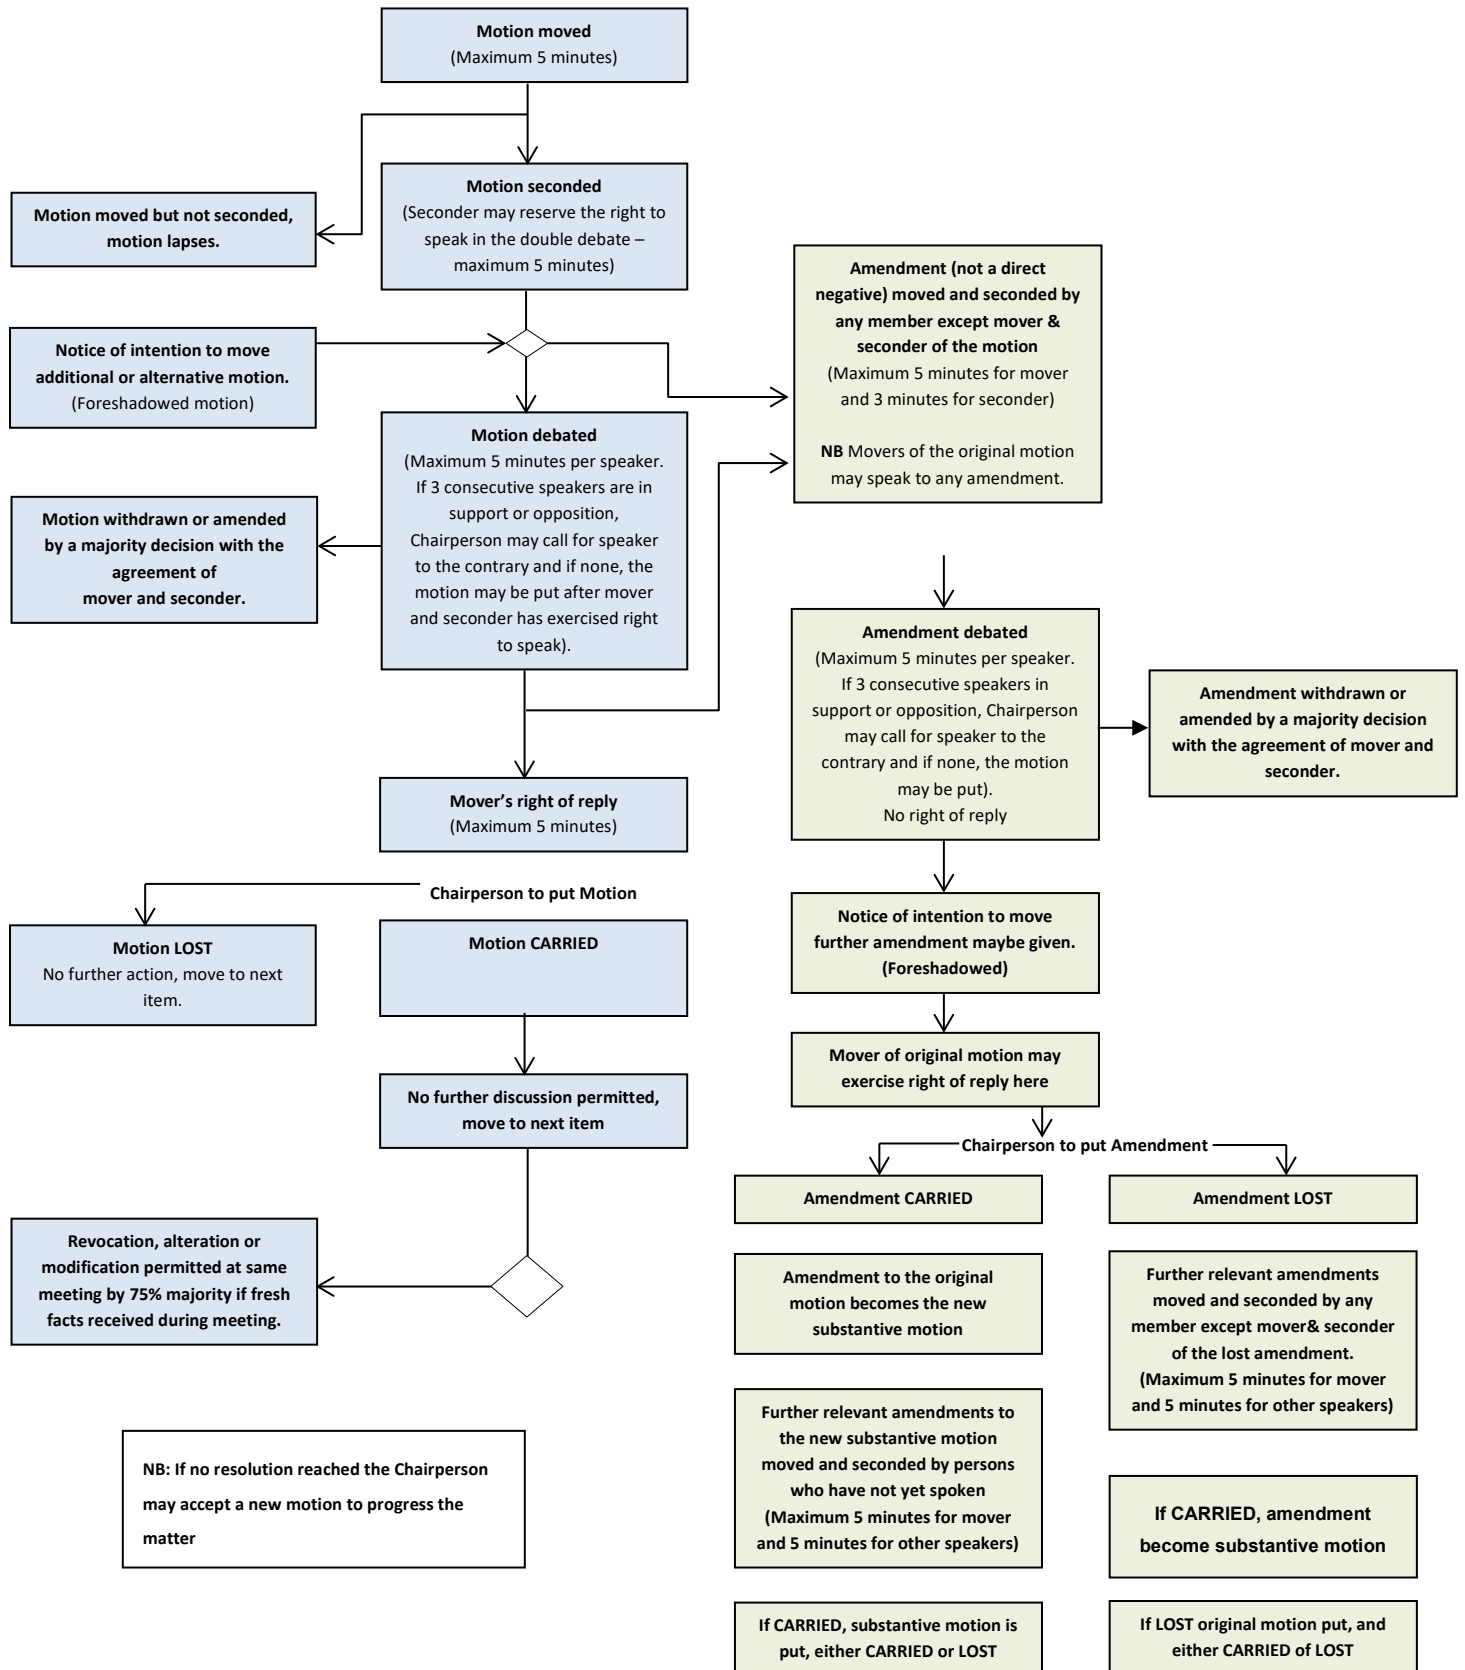 Motion moved
(Maximum 5 minutes)
Motion seconded
(Seconder may reserve the right to
speak in the double debate –
maximum 5 minutes)
Motion moved but not seconded,
motion lapses.
Notice of intention to move
additional or alternative motion.
(Foreshadowed motion)
Motion debated
(Maximum 5 minutes per speaker.
If 3 consecutive speakers are in
support or opposition,
Chairperson may call for speaker
to the contrary and if none, the
motion may be put after mover
and seconder has exercised right
to speak).
Motion withdrawn or amended
by a majority decision with the
agreement of
mover and seconder.
Mover’s right of reply
(Maximum 5 minutes)
Chairperson to put Motion
Motion LOST
No further action, move to next
item.
Motion CARRIED
No further discussion permitted,
move to next item
Revocation, alteration or
modification permitted at same
meeting by 75% majority if fresh
facts received during meeting.
NB: If no resolution reached the Chairperson
may accept a new motion to progress the
matter
Amendment (not a direct
negative) moved and seconded by
any member except mover &
seconder of the motion
(Maximum 5 minutes for mover
and 3 minutes for seconder)
NB Movers of the original motion
may speak to any amendment.
Amendment debated
(Maximum 5 minutes per speaker.
If 3 consecutive speakers in
support or opposition, Chairperson
may call for speaker to the
contrary and if none, the motion
may be put).
No right of reply
Amendment withdrawn or
amended by a majority decision
with the agreement of mover and
seconder.
Notice of intention to move
further amendment maybe given.
(Foreshadowed)
Mover of original motion may
exercise right of reply here
Chairperson to put Amendment
Amendment CARRIED
Amendment to the original
motion becomes the new
substantive motion
Further relevant amendments to
the new substantive motion
moved and seconded by persons
who have not yet spoken
(Maximum 5 minutes for mover
and 5 minutes for other speakers)
If CARRIED, substantive motion is
put, either CARRIED or LOST
Amendment LOST
Further relevant amendments
moved and seconded by any
member except mover& seconder
of the lost amendment.
(Maximum 5 minutes for mover
and 5 minutes for other speakers)
If CARRIED, amendment
become substantive motion
If LOST original motion put, and
either CARRIED of LOST